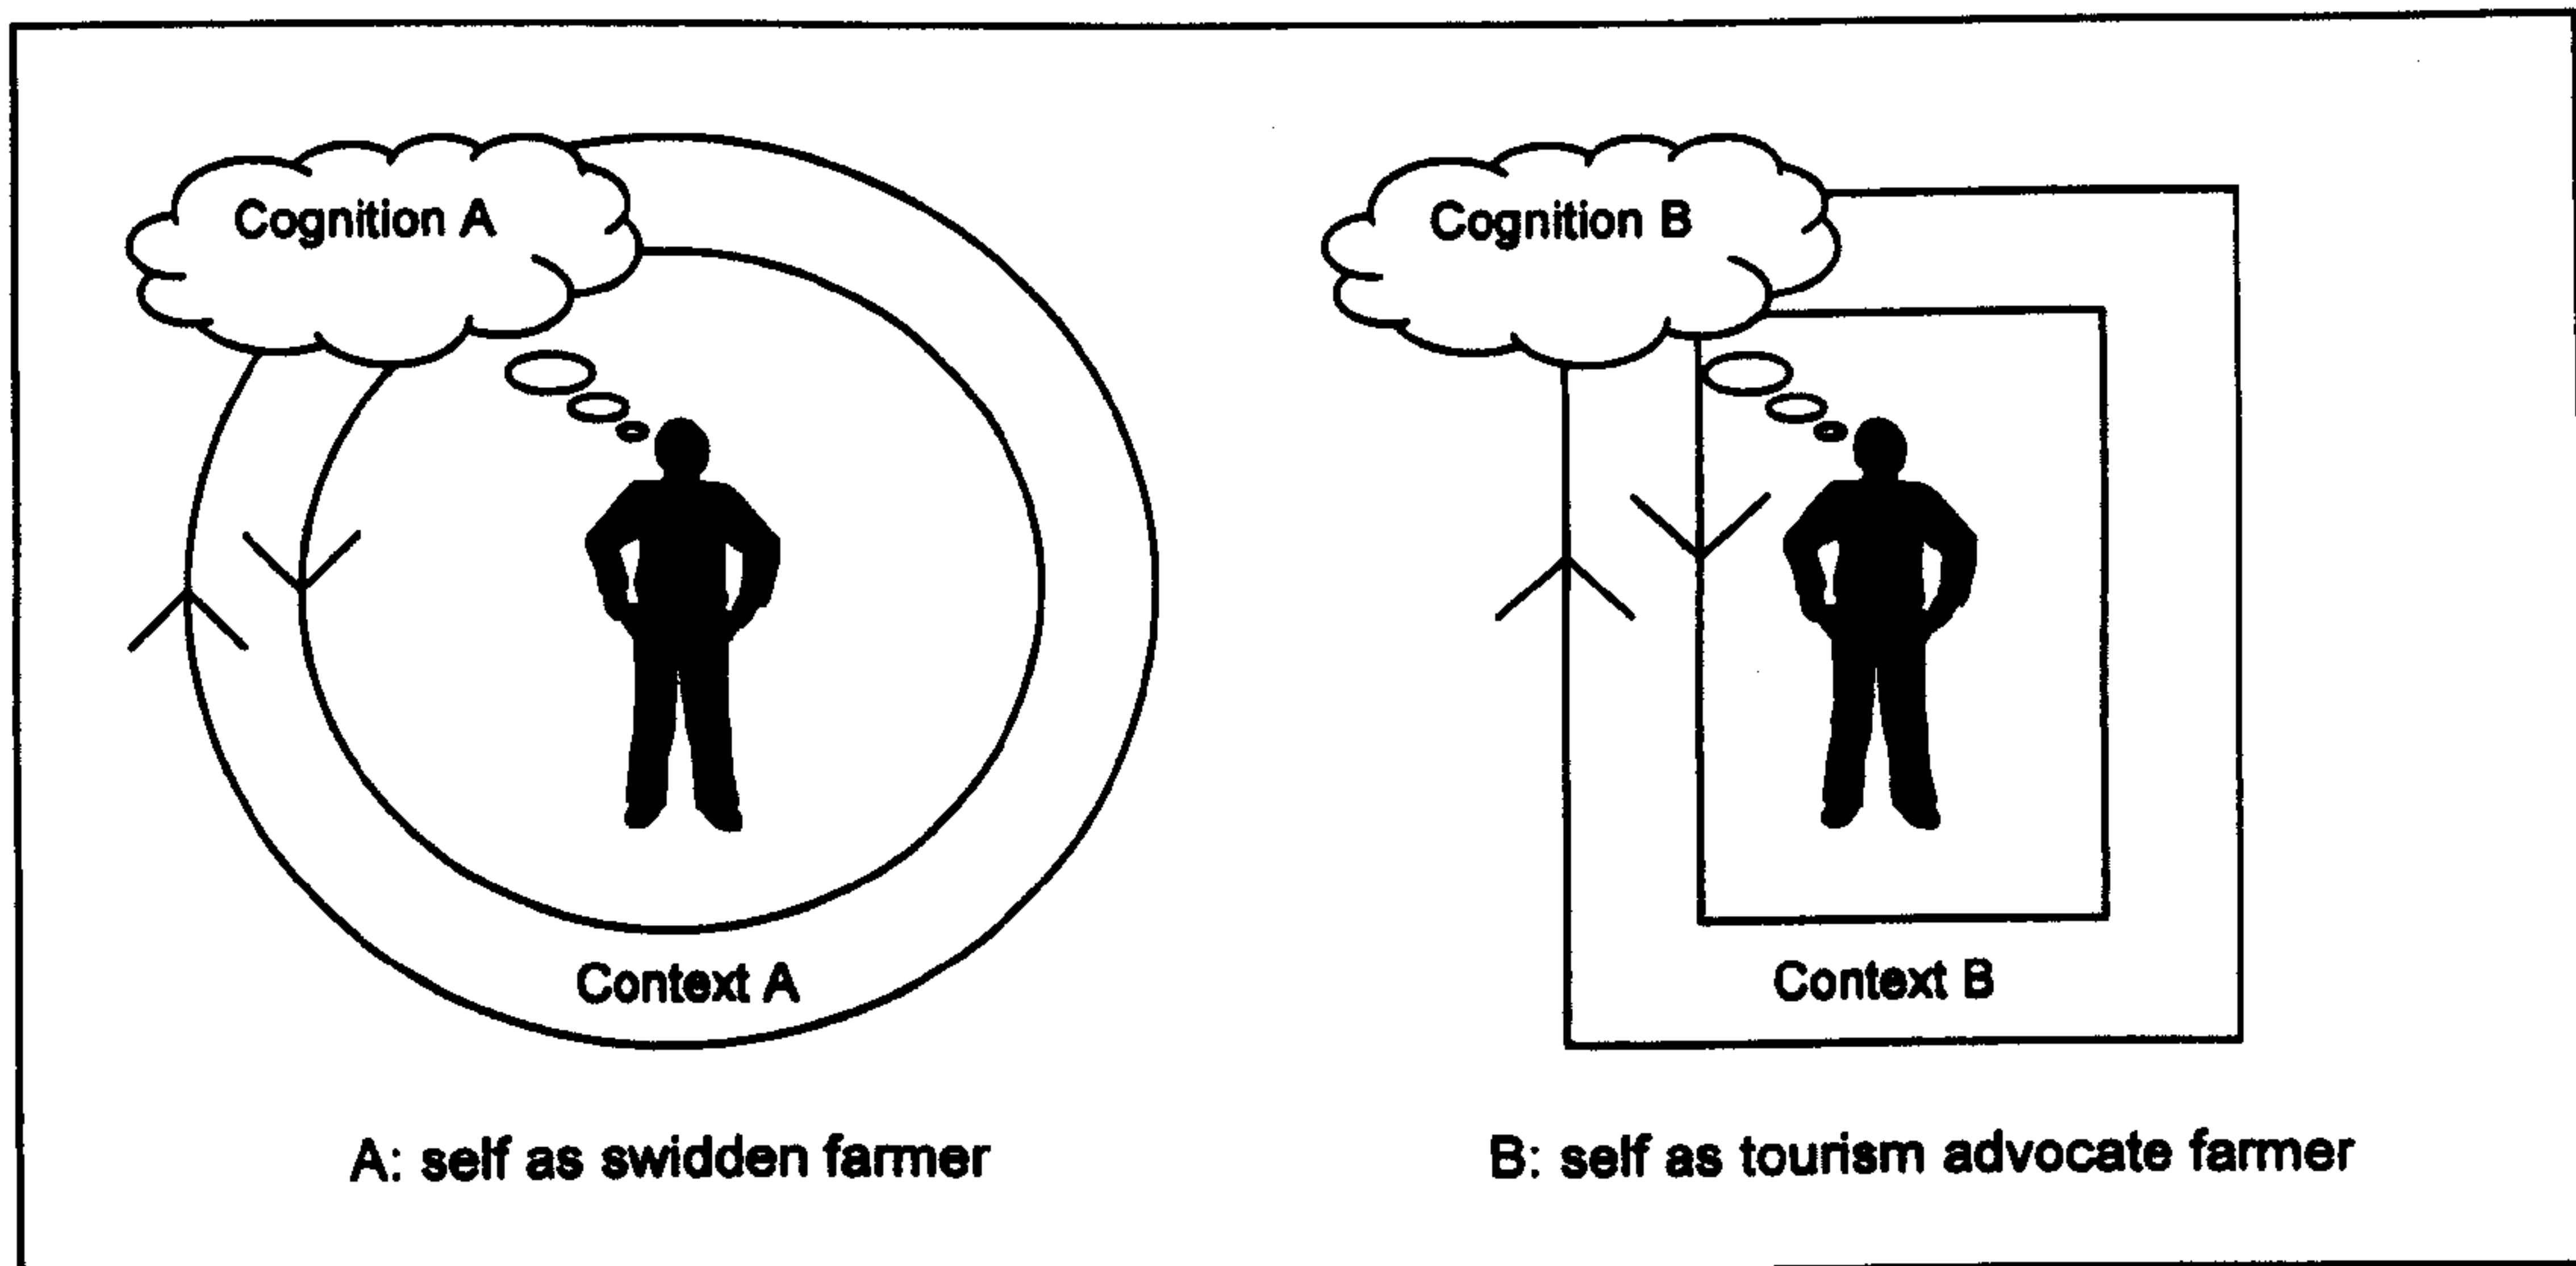 Cognition A
Cognition B
Context A
Context B
A: self as swidden farmer
B: self as tourism advocate farmer